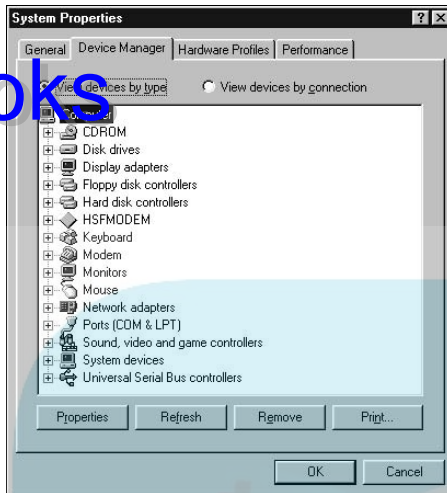 System Properties
General Device Manager Hardware Profiles Performance
oks
View devices by type View devices by connection
Computer
CDROM
Disk drives
Display adapters
Floppy disk controllers
Hard disk controllers
HSFMODEM
Keyboard
Modem
Monitors
Mouse
Network adapters
Ports (COM & LPT)
Sound, video and game controllers
System devices
Universal Serial Bus controllers
Properties Refresh Remove Print...
OK Cancel